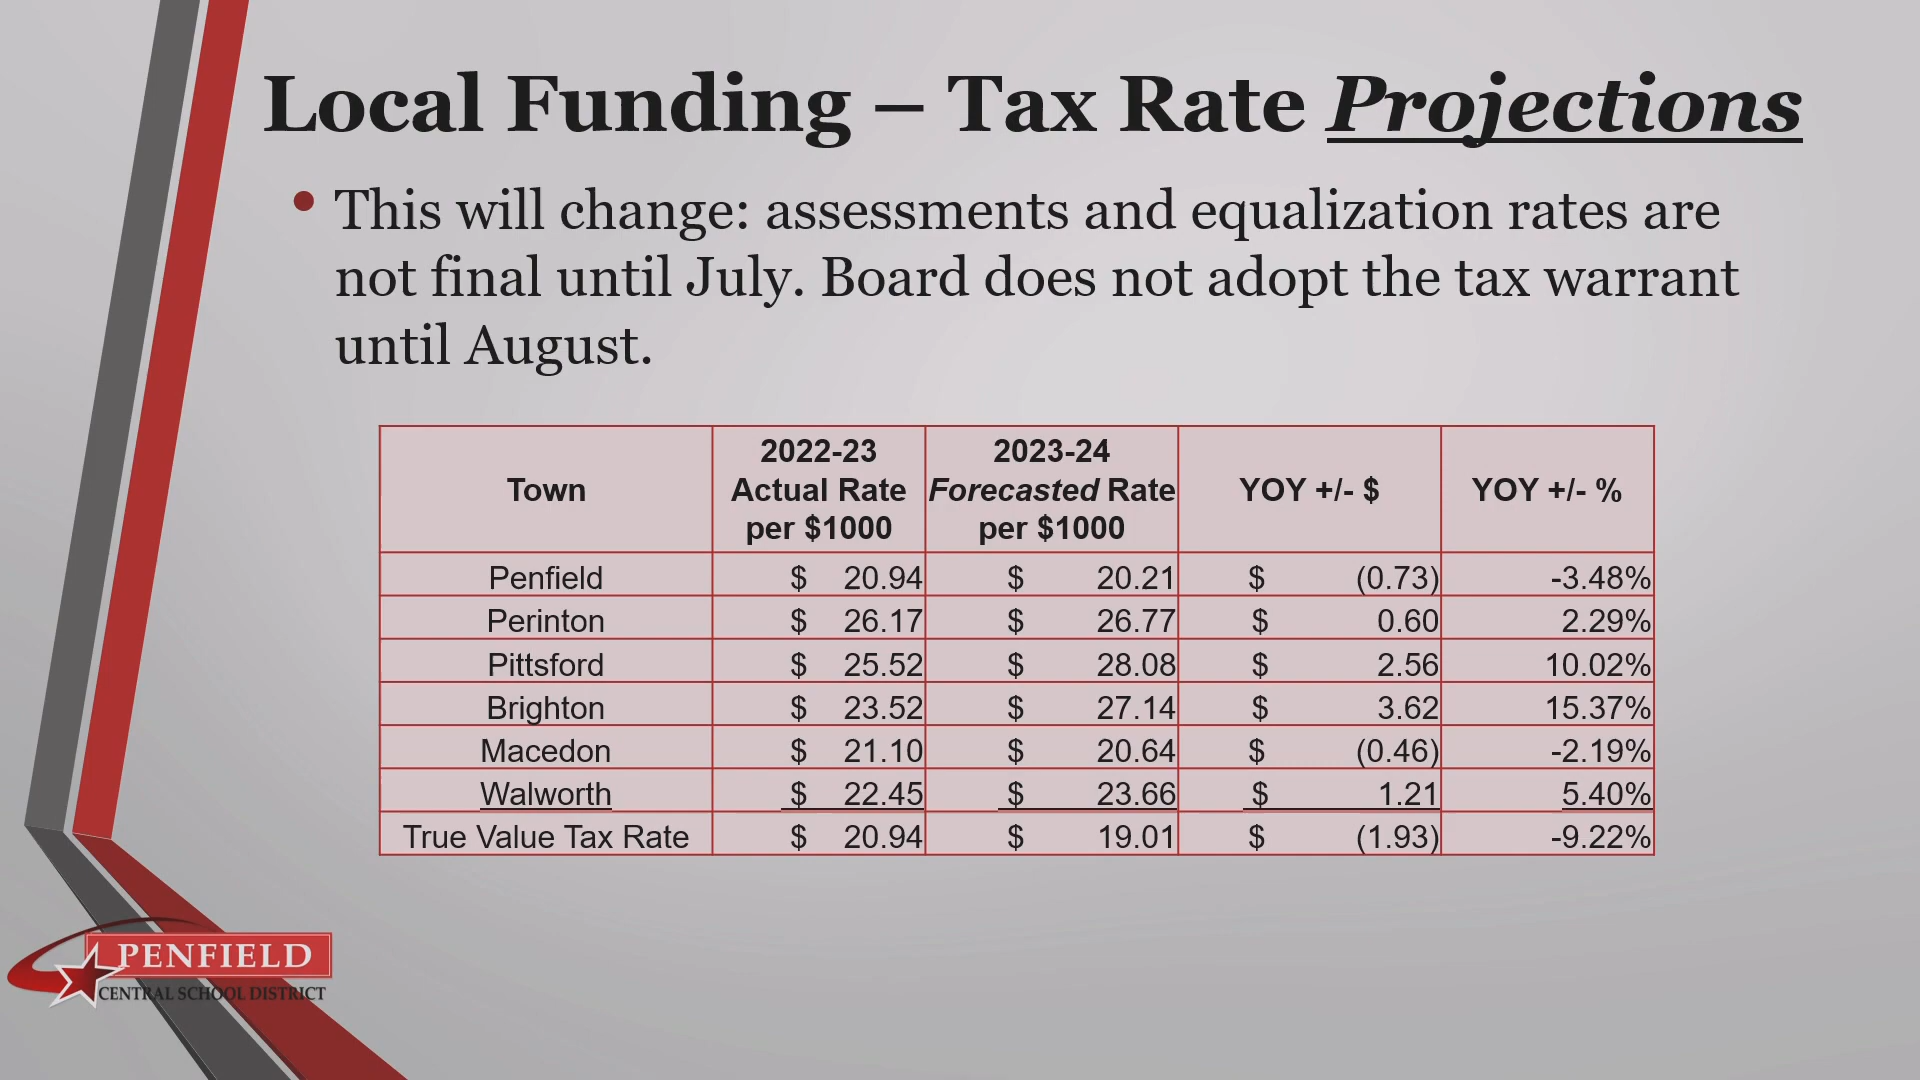 Local Funding – Tax Rate Projections
• This will change: assessments and equalization rates are
not final until July. Board does not adopt the tax warrant
until August.
Town 2022-23 Actual Rate per $1000 2023-24 Forecasted Rate per $1000 YOY +/- $ YOY +/- %
Penfield $ 20.94 $ 20.21 $ (0.73) -3.48%
Perinton $ 26.17 $ 26.77 $ 0.60 2.29%
Pittsford $ 25.52 $ 28.08 $ 2.56 10.02%
Brighton $ 23.52 $ 27.14 $ 3.62 15.37%
Macedon $ 21.10 $ 20.64 $ (0.46) -2.19%
Walworth $ 22.45 $ 23.66 $ 1.21 5.40%
True Value Tax Rate $ 20.94 $ 19.01 $ (1.93) -9.22%
PENFIELD
CENTRAL SCHOOL DISTRICT